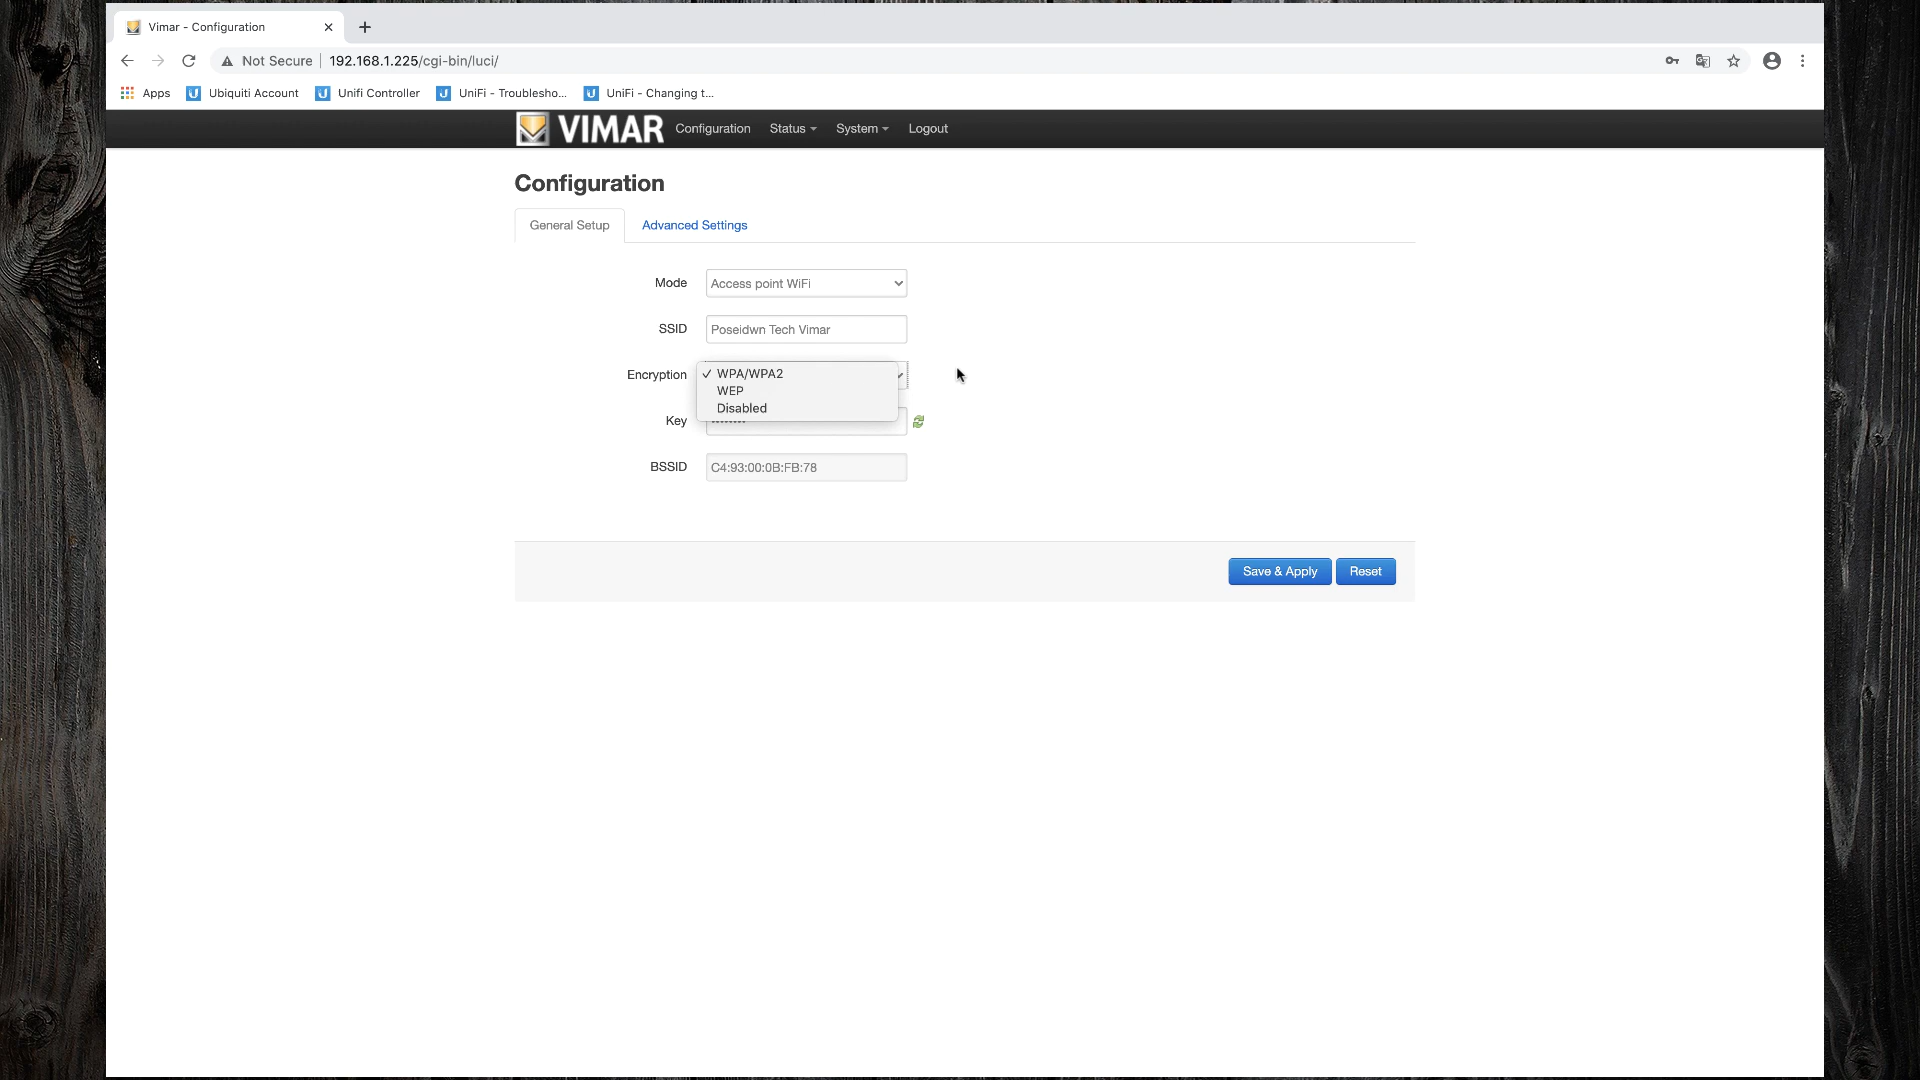 Vimar - Configuration
Not Secure 192.168.1.225/cgi-bin/luci/
Apps Ubiquiti Account Unifi Controller UniFi - Troublesho... UniFi - Changing t...
VIMAR Configuration Status System Logout
Configuration
General Setup Advanced Settings
Mode Access point WiFi
SSID Poseidwn Tech Vimar
Encryption ✓ WPA/WPA2
WEP
Disabled
Key
BSSID C4:93:00:0B:FB:78
Save & Apply Reset